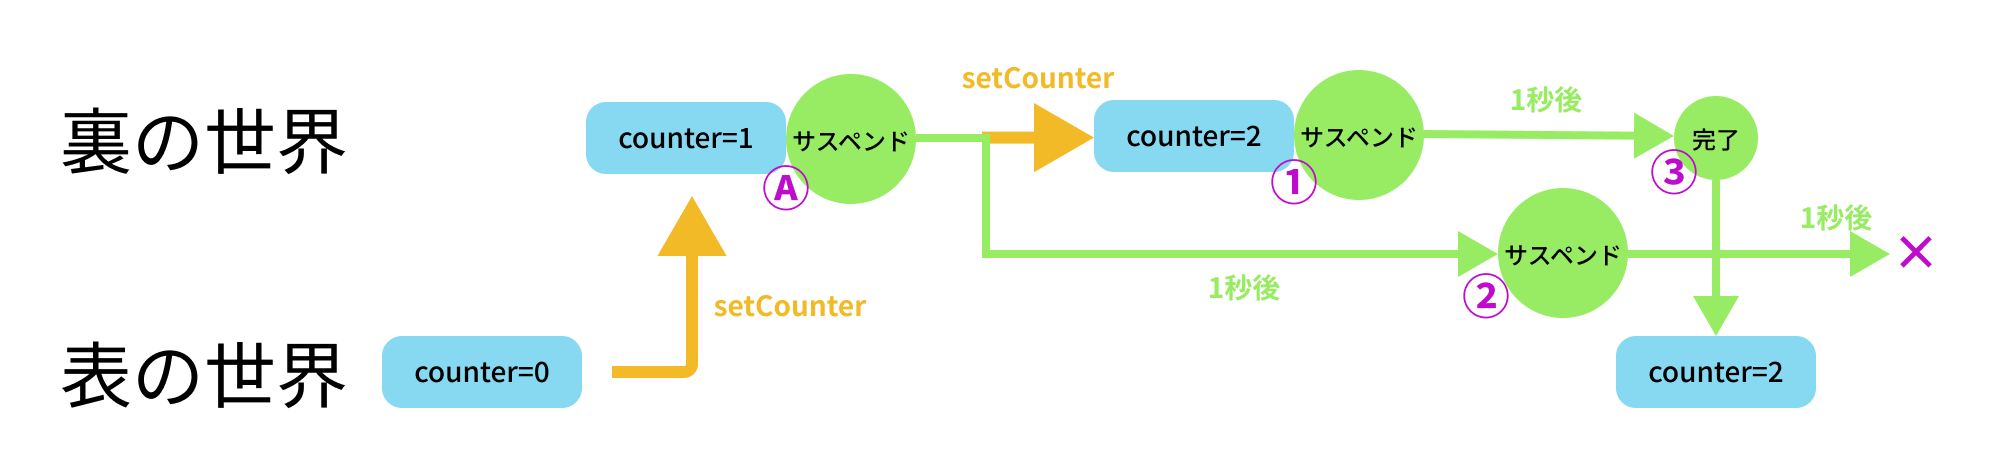 裏の世界
counter=1
サスペンド
A
setCounter
counter=2
サスペンド
1
1秒後
完了
3
setCounter
1秒後
サスペンド
2
1秒後
×
表の世界
counter=0
counter=2